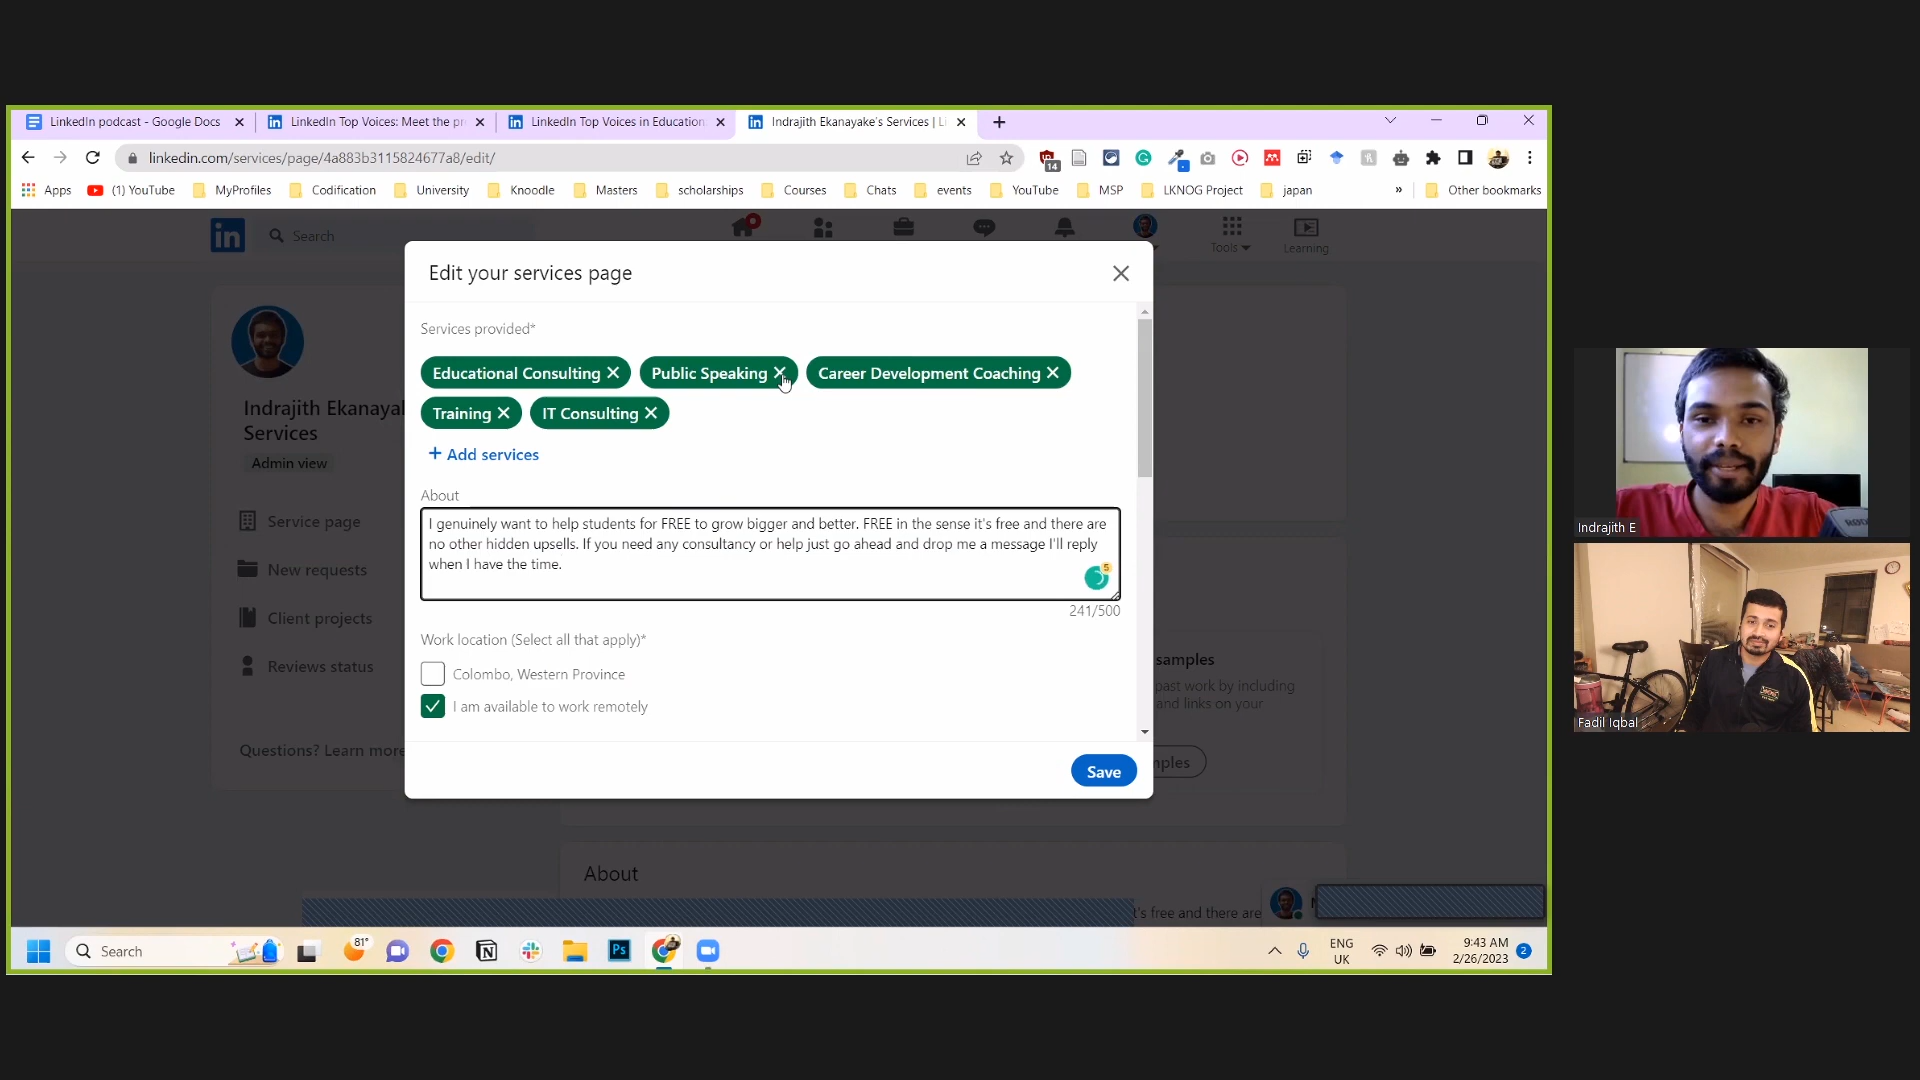 LinkedIn podcast - Google Docs
LinkedIn Top Voices: Meet the pr
LinkedIn Top Voices in Education
Indrajith Ekanayake's Services | Li
linkedin.com/services/page/4a883b3115824677a8/edit/
14
Apps
(1) YouTube
MyProfiles
Codification
University
Knoodle
Masters
scholarships
Courses
Chats
events
YouTube
MSP
LKNOG Project
japan
»
Other bookmarks
in
Search
Tools
Learning
Indrajith Ekanayak
Services
Admin view
Service page
New requests
Client projects
Reviews status
Questions? Learn more
Edit your services page
Services provided*
Educational Consulting
Public Speaking
Career Development Coaching
Training
IT Consulting
+ Add services
About
I genuinely want to help students for FREE to grow bigger and better. FREE in the sense it's free and there are
no other hidden upsells. If you need any consultancy or help just go ahead and drop me a message I'll reply
when I have the time.
5
241/500
Work location (Select all that apply)*
Colombo, Western Province
I am available to work remotely
Save
samples
past work by including
and links on your
mples
About
t's free and there are
Indrajith E
RØDE
Fadil Iqbal
Search
81°
N
Ps
ENG
UK
9:43 AM
2/26/2023
2